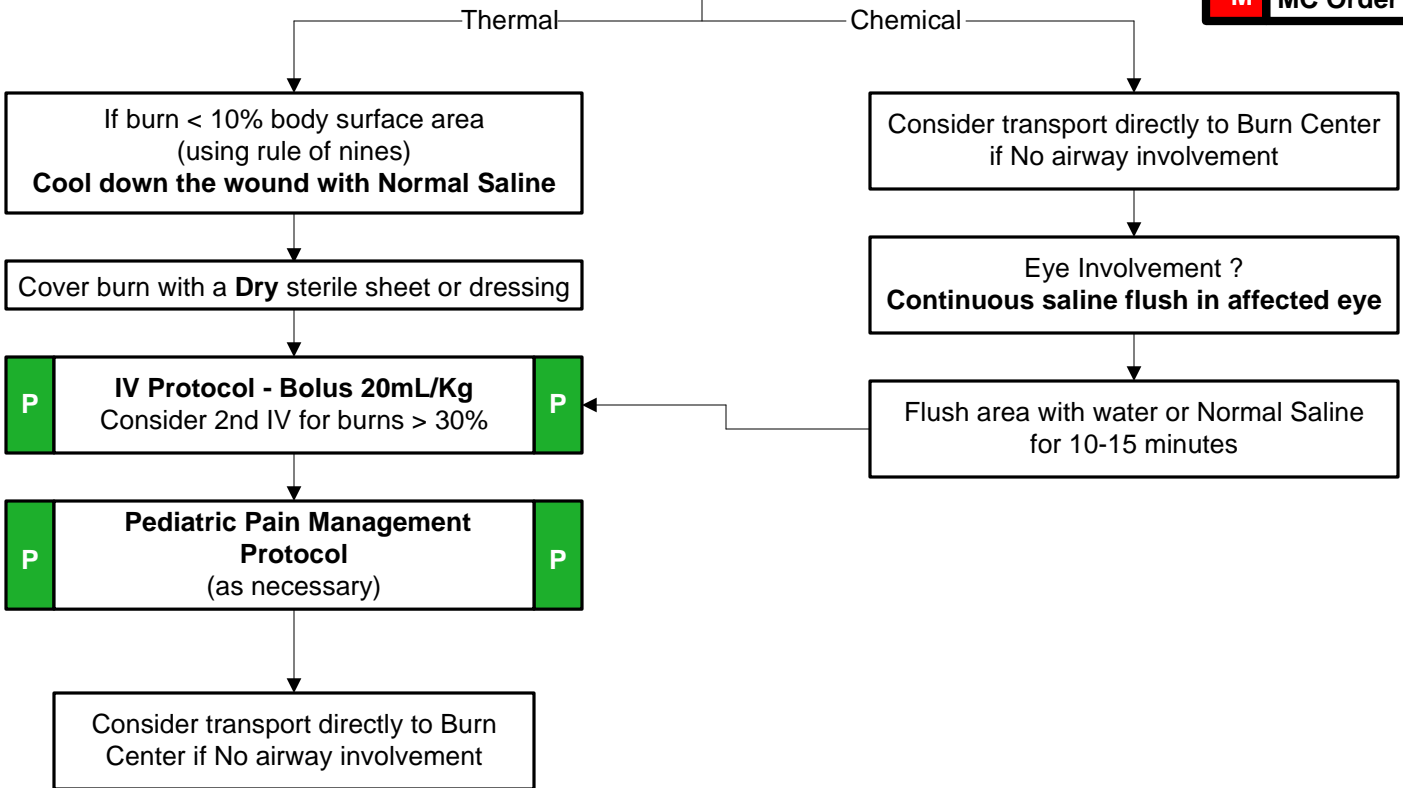 Thermal
Chemical
M MC Order
If burn < 10% body surface area
(using rule of nines)
Cool down the wound with Normal Saline
Cover burn with a Dry sterile sheet or dressing
P
IV Protocol - Bolus 20mL/Kg
Consider 2nd IV for burns > 30%
P
P
Pediatric Pain Management
Protocol
(as necessary)
P
Consider transport directly to Burn
Center if No airway involvement
Consider transport directly to Burn Center
if No airway involvement
Eye Involvement ?
Continuous saline flush in affected eye
Flush area with water or Normal Saline
for 10-15 minutes